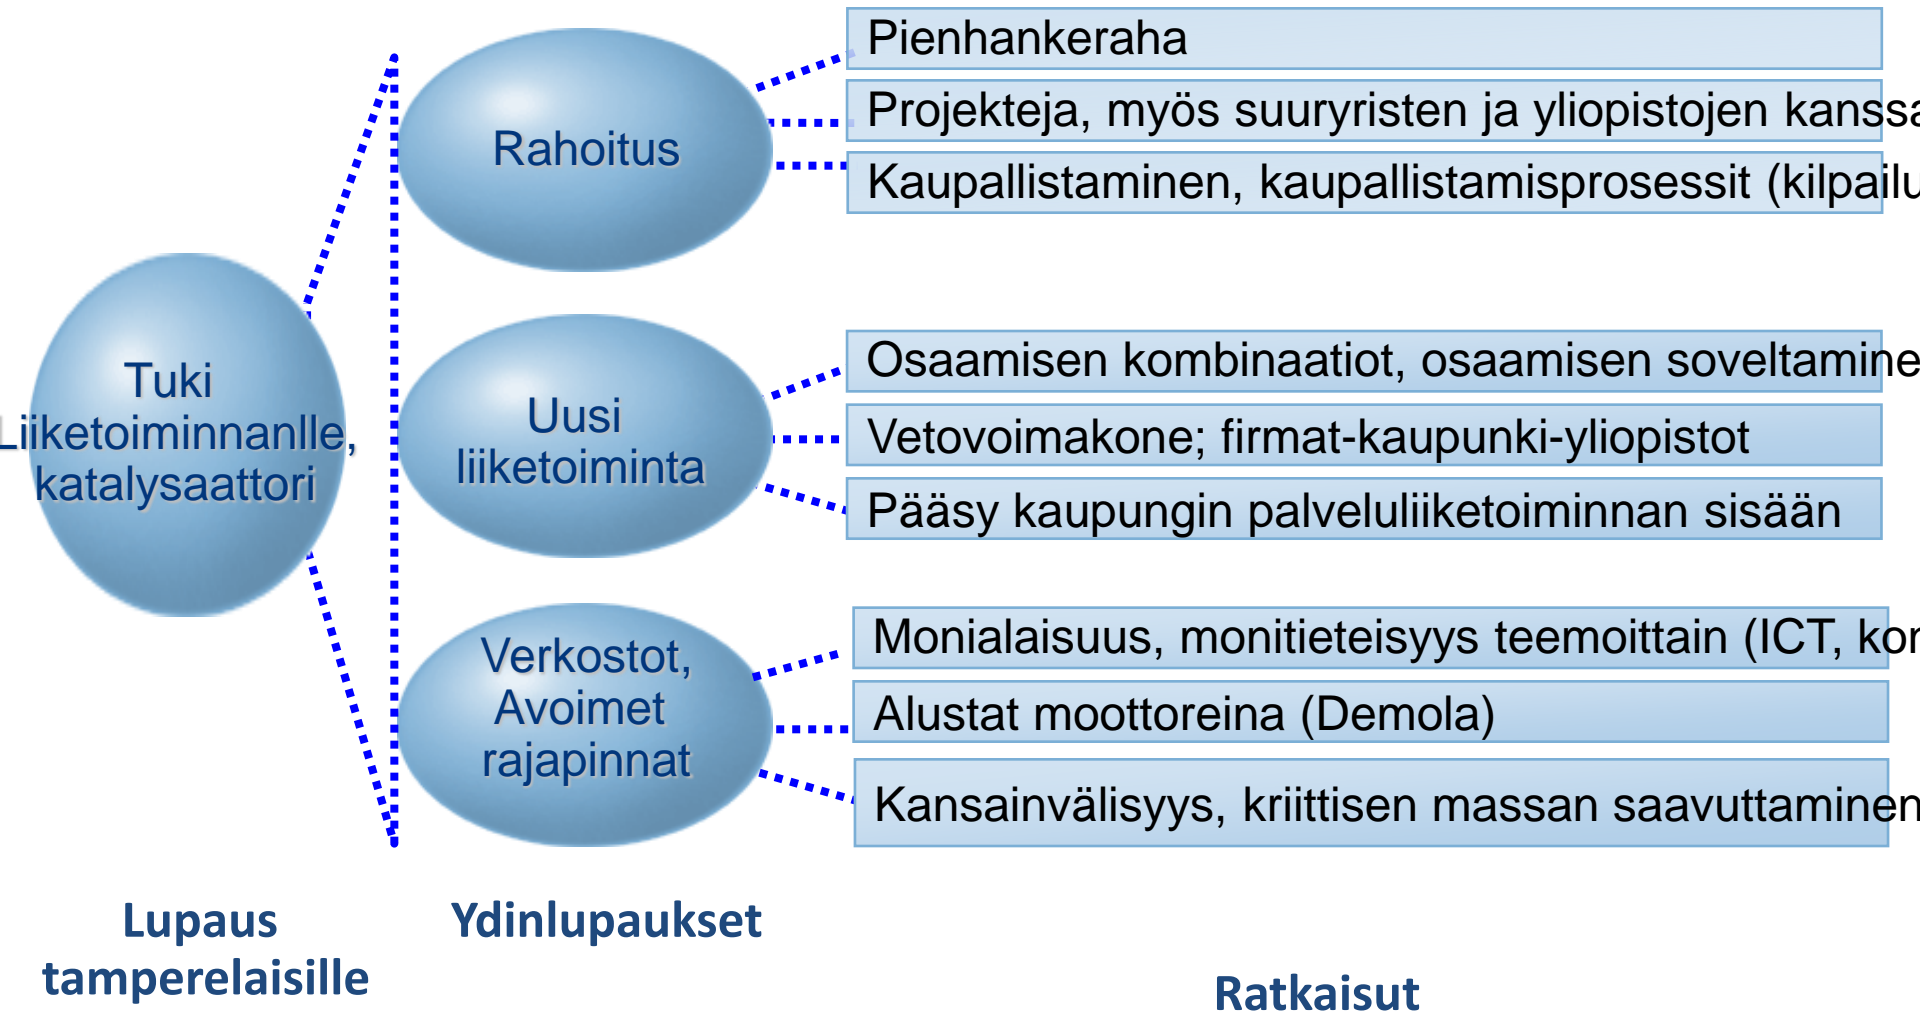 Tuki
Liiketoiminnanlle,
katalysaattori
Rahoitus
Pienhankeraha
Projekteja, myös suuryristen ja yliopistojen kanssa
Kaupallistaminen, kaupallistamisprosessit (kilpailu
Uusi
liiketoiminta
Osaamisen kombinaatiot, osaamisen soveltamine
Vetovoimakone; firmat-kaupunki-yliopistot
Pääsy kaupungin palveluliiketoiminnan sisään
Verkostot,
Avoimet
rajapinnat
Monialaisuus, monitieteisyys teemoittain (ICT, kon
Alustat moottoreina (Demola)
Kansainvälisyys, kriittisen massan saavuttaminen
Lupaus
tamperelaisille
Ydinlupaukset
Ratkaisut